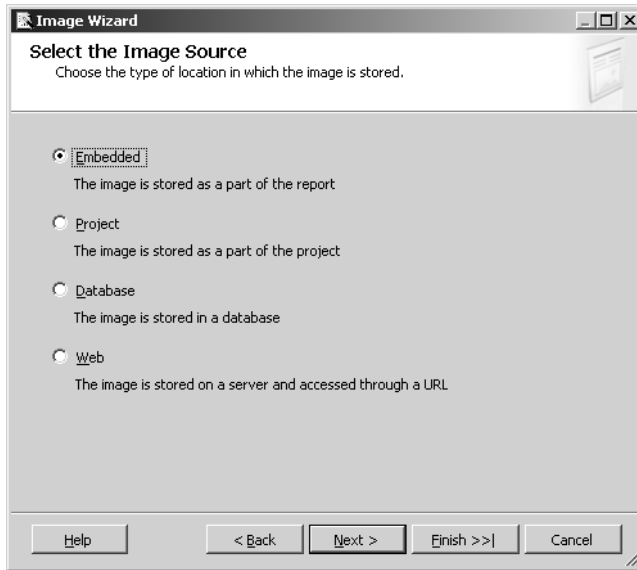 Image Wizard
Select the Image Source
Choose the type of location in which the image is stored.
Embedded
The image is stored as a part of the report
Project
The image is stored as a part of the project
Database
The image is stored in a database
Web
The image is stored on a server and accessed through a URL
Help < Back Next > Finish >>| Cancel